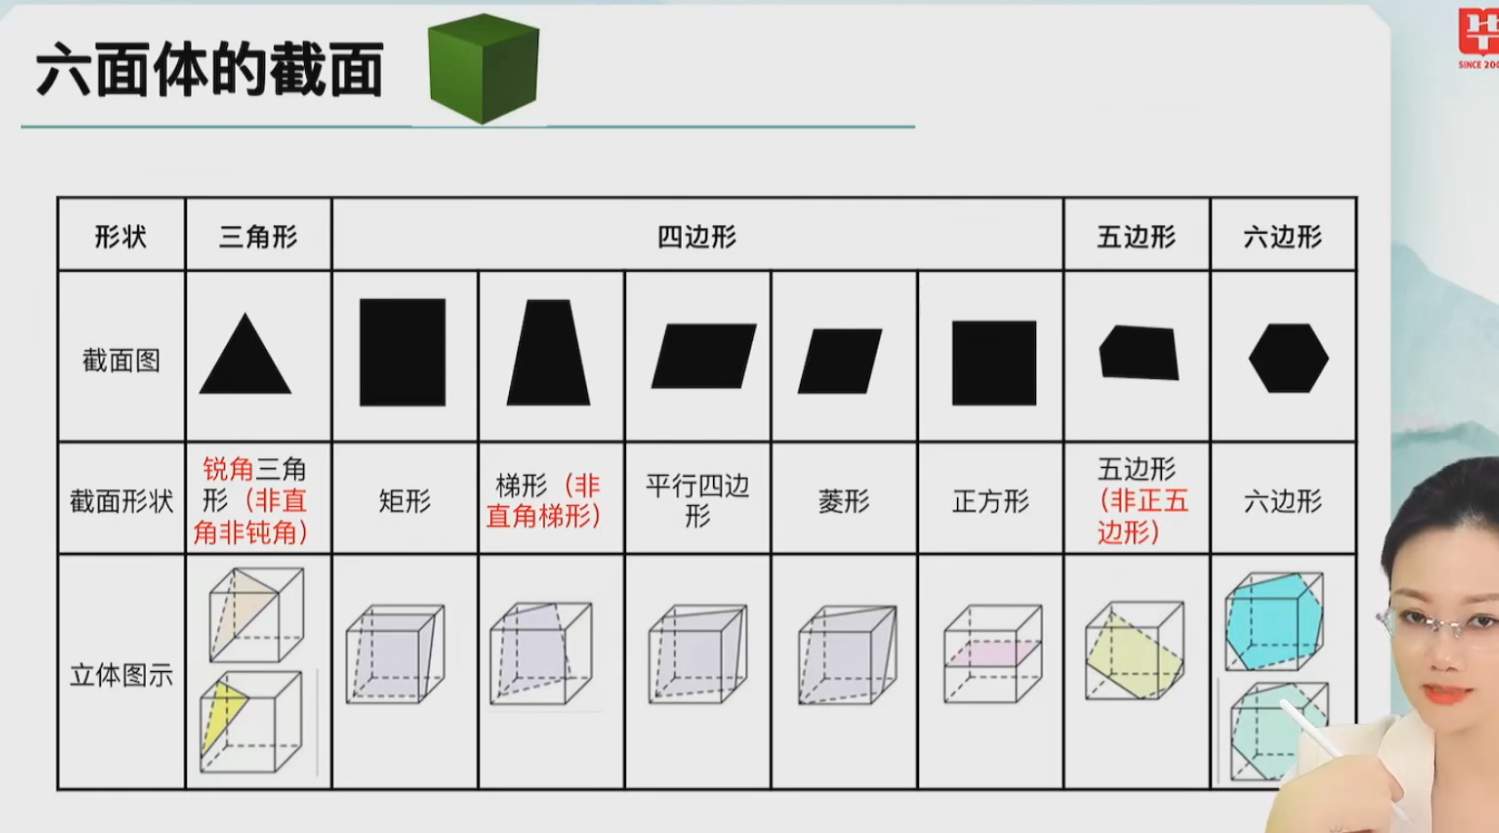 六面体的截面
SINCE 200
形状
三角形
四边形
五边形
六边形
截面图
截面形状
锐角三角
形（非直
角非钝角）
矩形
梯形（非
直角梯形）
平行四边
形
菱形
正方形
五边形
（非正五
边形）
六边形
立体图示